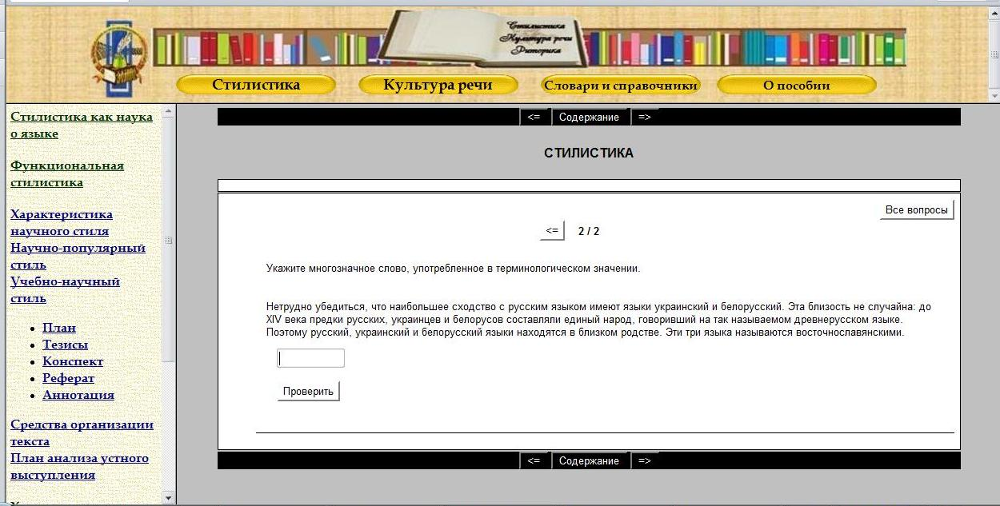 Стилистика
Культура речи
Риторика
Стилистика
Культура речи
Словари и справочники
О пособии
Стилистика как наука
о языке
Функциональная
стилистика
Характеристика
научного стиля
Научно-популярный
стиль
Учебно-научный
стиль
План
Тезисы
Конспект
Реферат
Аннотация
Средства организации
текста
План анализа устного
выступления
<=
Содержание
=>
СТИЛИСТИКА
Все вопросы
<=
2 / 2
Укажите многозначное слово, употребленное в терминологическом значении.
Нетрудно убедиться, что наибольшее сходство с русским языком имеют языки украинский и белорусский. Эта близость не случайна: до
XIV века предки русских, украинцев и белорусов составляли единый народ, говоривший на так называемом древнерусском языке.
Поэтому русский, украинский и белорусский языки находятся в близком родстве. Эти три языка называются восточнославянскими.
Проверить
<=
Содержание
=>